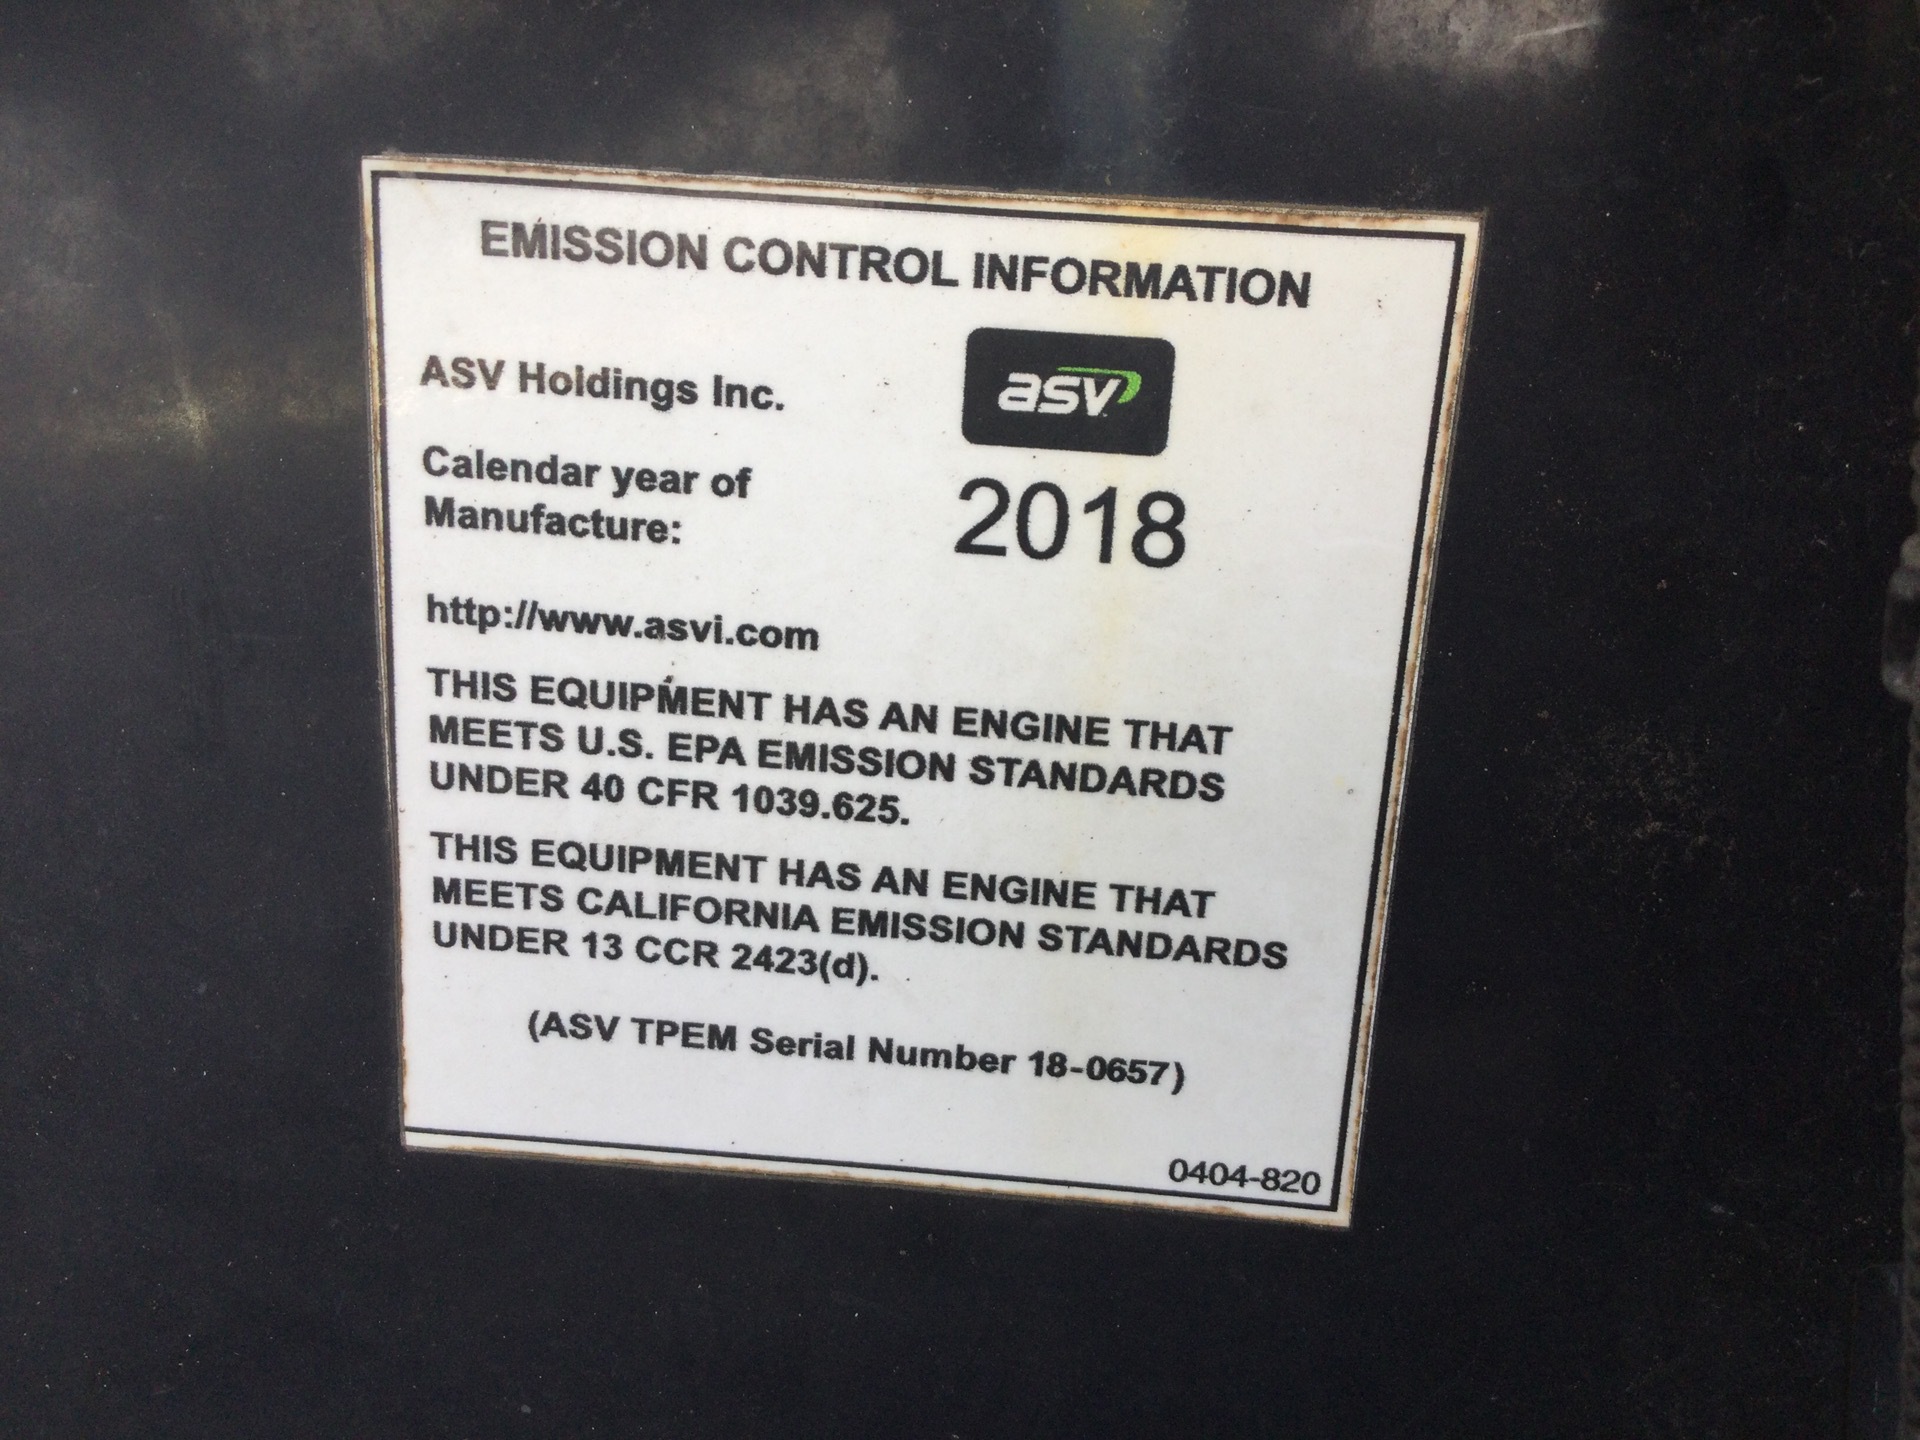 EMISSION CONTROL INFORMATION
ASV Holdings Inc.
asv
Calendar year of
Manufacture:
2018
http://www.asvi.com
THIS EQUIPMENT HAS AN ENGINE THAT
MEETS U.S. EPA EMISSION STANDARDS
UNDER 40 CFR 1039.625.
THIS EQUIPMENT HAS AN ENGINE THAT
MEETS CALIFORNIA EMISSION STANDARDS
UNDER 13 CCR 2423(d).
(ASV TPEM Serial Number 18-0657)
0404-820